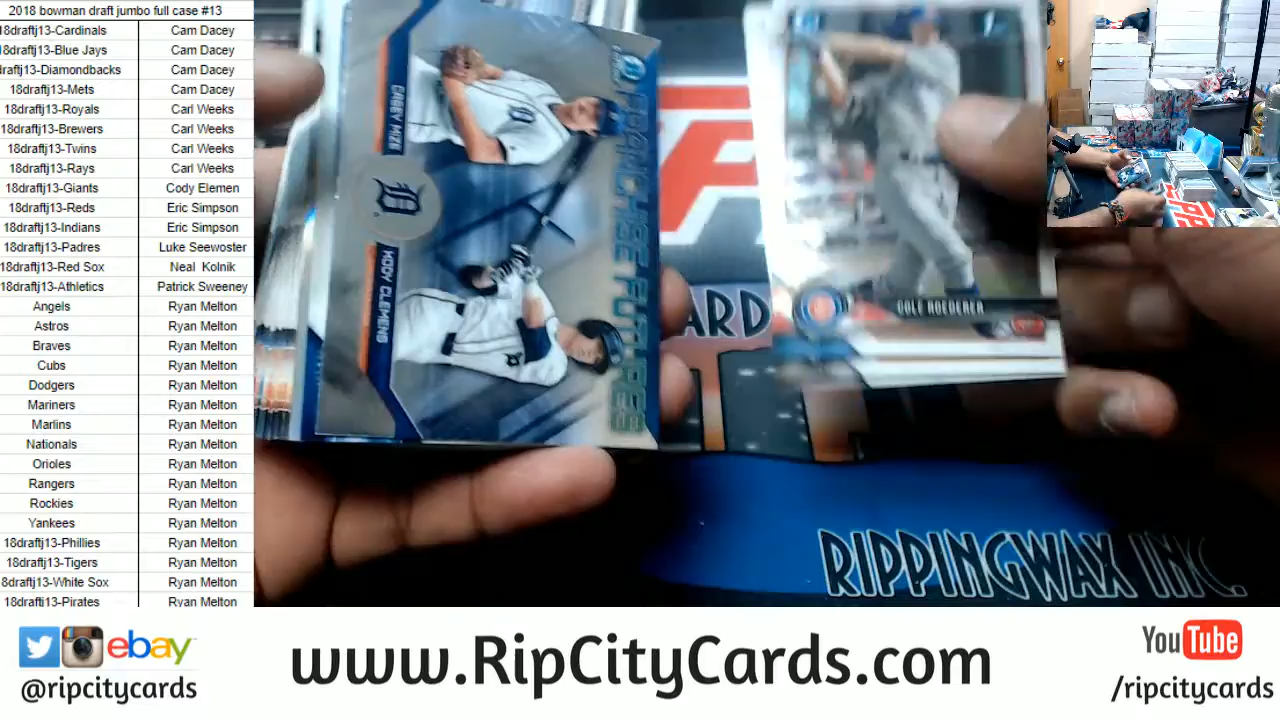 2018 bowman draft jumbo full case #13
18draftj13-Cardinals Cam Dacey
18draftj13-Blue Jays Cam Dacey
draftj13-Diamondbacks Cam Dacey
18draftj13-Mets Cam Dacey
18draftj13-Royals Carl Weeks
18draftj13-Brewers Carl Weeks
18draftj13-Twins Carl Weeks
18draftj13-Rays Carl Weeks
18draftj13-Giants Cody Elemen
18draftj13-Reds Eric Simpson
18draftj13-Indians Eric Simpson
18draftj13-Padres Luke Seewoster
18draftj13-Red Sox Neal Kolnik
18draftj13-Athletics Patrick Sweeney
Angels Ryan Melton
Astros Ryan Melton
Braves Ryan Melton
Cubs Ryan Melton
Dodgers Ryan Melton
Mariners Ryan Melton
Marlins Ryan Melton
Nationals Ryan Melton
Orioles Ryan Melton
Rangers Ryan Melton
Rockies Ryan Melton
Yankees Ryan Melton
18draftj13-Phillies Ryan Melton
18draftj13-Tigers Ryan Melton
8draftj13-White Sox Ryan Melton
18draftj13-Pirates Ryan Melton
FRANCHISE FUTURES
CASEY MIZE
KODY CLEMENS
COLE ROEDERER
ARD
RIPPINGWAX INC.
ebay
@ripcitycards
www.RipCityCards.com
YouTube
/ripcitycards